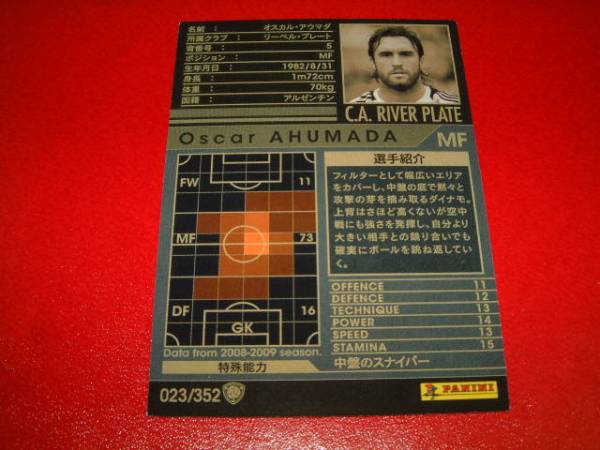 名前 : オスカル・アウマダ
所属クラブ : リーベル・プレート
背番号 : 5
ポジション : MF
生年月日 : 1982/8/31
身長 : 1m72cm
体重 : 70kg
国籍 : アルゼンチン
C.A. RIVER PLATE
Oscar AHUMADA MF
FW 11
MF 73
DF 16
GK
Data from 2008-2009 season.
選手紹介
フィルターとして幅広いエリア
をカバーし、中盤の底で黙々と
攻撃の芽を摘み取るダイナモ。
上背はさほど高くないが空中
戦にも強さを発揮し、自分より
大きい相手との競り合いでも
確実にボールを跳ね返してい
く。
OFFENCE 11
DEFENCE 12
TECHNIQUE 13
POWER 14
SPEED 13
STAMINA 15
特殊能力 中盤のスナイパー
023/352
PANINI